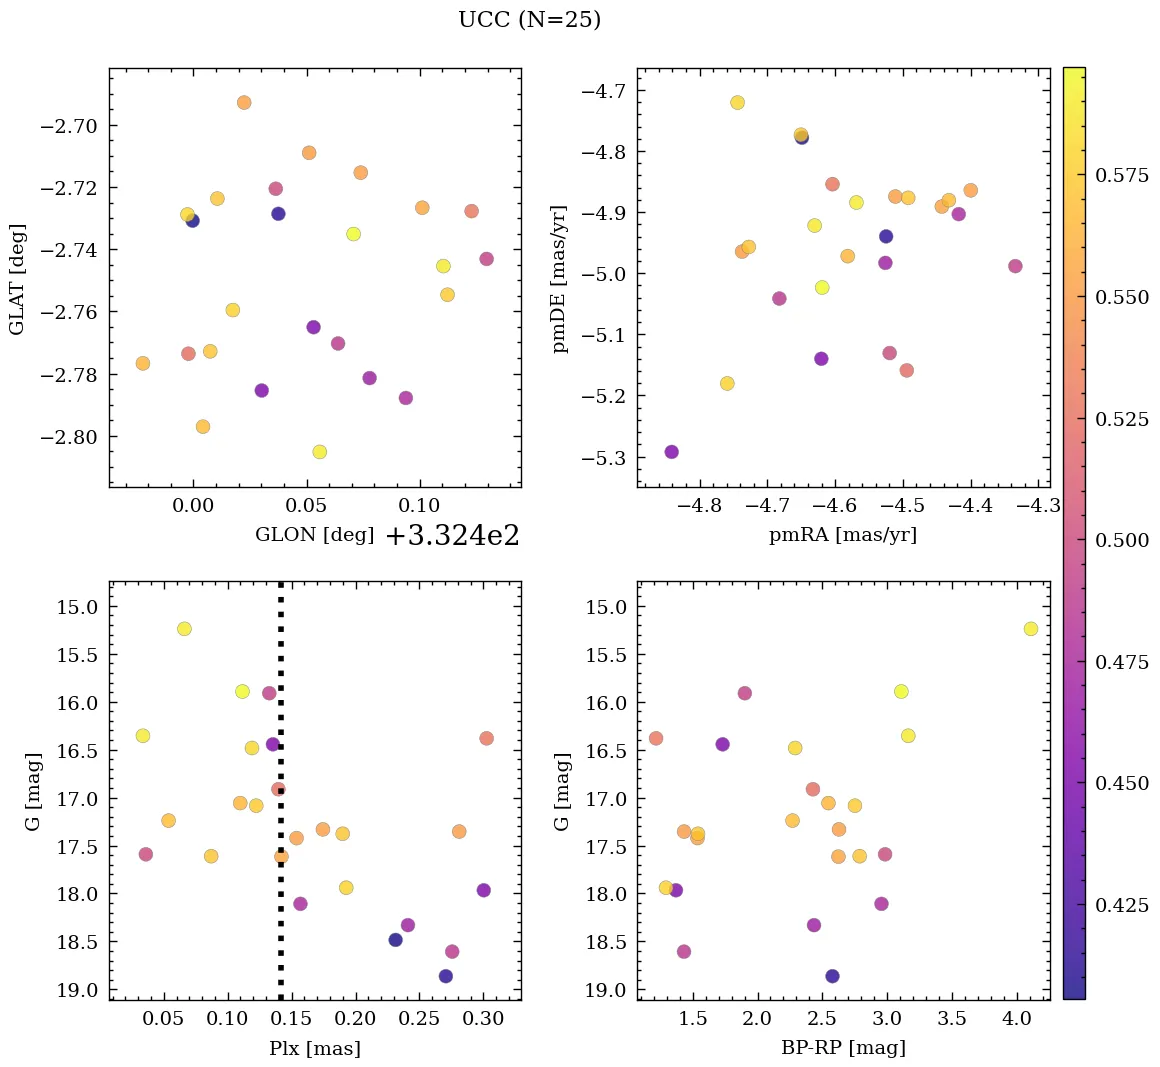 UCC (N=25)
−2.70
−2.72
−2.74
−2.76
−2.78
−2.80
GLAT [deg]
0.00 0.05 0.10
GLON [deg] +3.324e2
−4.7
−4.8
−4.9
−5.0
−5.1
−5.2
−5.3
pmDE [mas/yr]
−4.8 −4.7 −4.6 −4.5 −4.4 −4.3
pmRA [mas/yr]
15.0
15.5
16.0
16.5
17.0
17.5
18.0
18.5
19.0
G [mag]
0.05 0.10 0.15 0.20 0.25 0.30
Plx [mas]
15.0
15.5
16.0
16.5
17.0
17.5
18.0
18.5
19.0
G [mag]
1.5 2.0 2.5 3.0 3.5 4.0
BP-RP [mag]
0.575
0.550
0.525
0.500
0.475
0.450
0.425